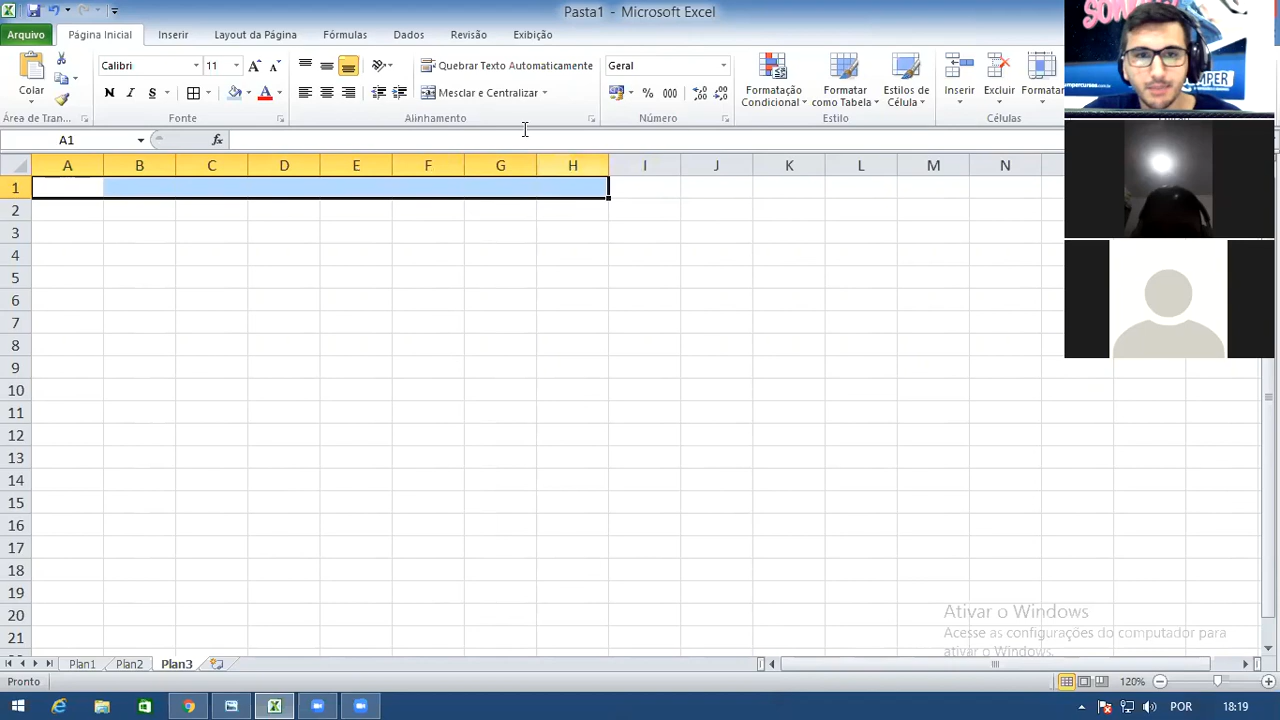 Pasta1 - Microsoft Excel
Arquivo Página Inicial Inserir Layout da Página Fórmulas Dados Revisão Exibição
Colar
Calibri 11
N I S
Quebrar Texto Automaticamente
Mesclar e Centralizar
Geral
% 000
Formatação Condicional
Formatar como Tabela
Estilos de Célula
Inserir Excluir Formatar
Área de Tran... Fonte Alinhamento Número Estilo Células
A1 fx
A B C D E F G H I J K L M N
1
2
3
4
5
6
7
8
9
10
11
12
13
14
15
16
17
18
19
20
21
Ativar o Windows
Acesse as configurações do computador para
ativar o Windows.
Plan1 Plan2 Plan3
Pronto 120%
POR 18:19